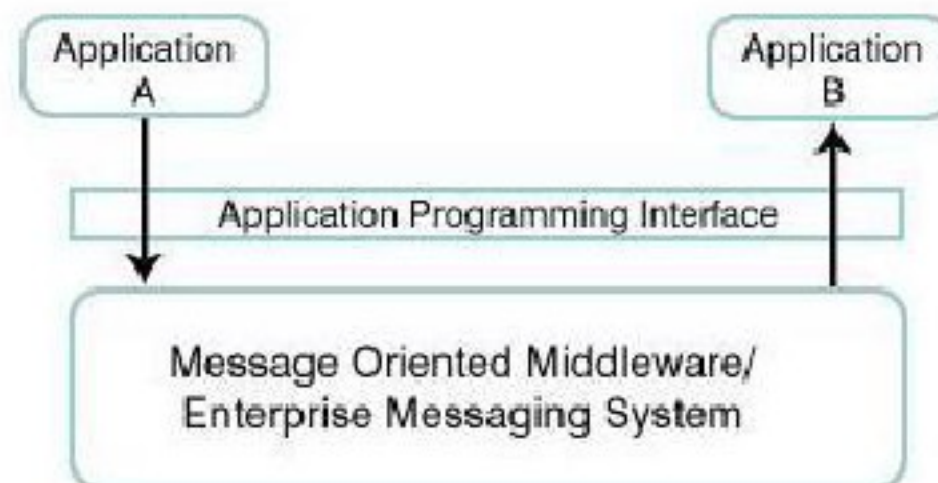 Application
A
Application
B
Application Programming Interface
Message Oriented Middleware/
Enterprise Messaging System